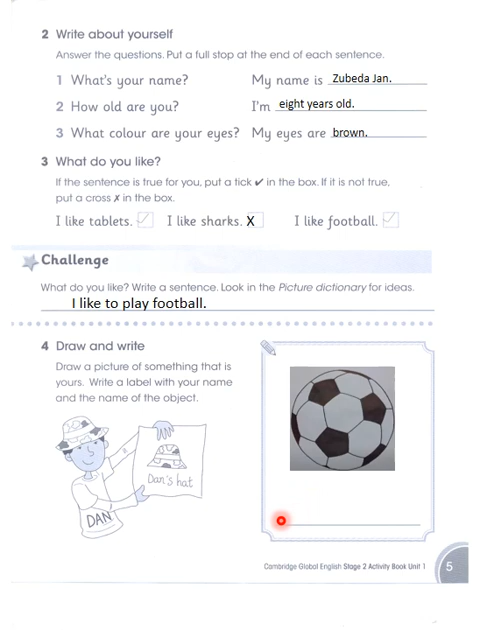 2 Write about yourself
Answer the questions. Put a full stop at the end of each sentence.
1 What's your name? My name is Zubeda Jan.
2 How old are you? I'm eight years old.
3 What colour are your eyes? My eyes are brown.
3 What do you like?
If the sentence is true for you, put a tick ✔ in the box. If it is not true,
put a cross ✗ in the box.
I like tablets. ✓ I like sharks. X I like football. ✓
Challenge
What do you like? Write a sentence. Look in the Picture dictionary for ideas.
I like to play football.
4 Draw and write
Draw a picture of something that is
yours. Write a label with your name
and the name of the object.
Dan's hat
DAN
Cambridge Global English Stage 2 Activity Book Unit 1 5